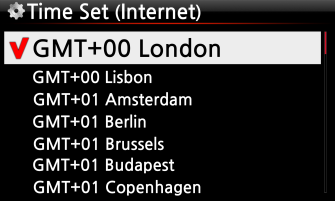 Time Set (Internet)
GMT+00 London
GMT+00 Lisbon
GMT+01 Amsterdam
GMT+01 Berlin
GMT+01 Brussels
GMT+01 Budapest
GMT+01 Copenhagen